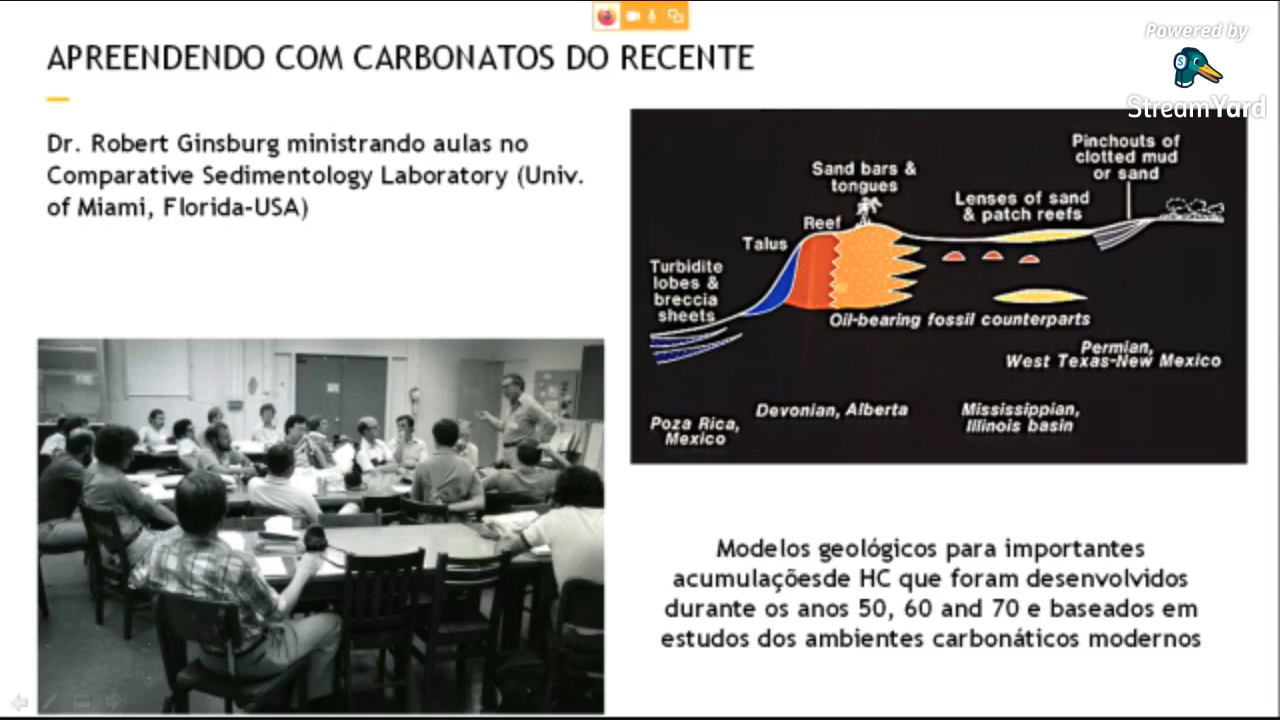 Powered by
StreamYard
APREENDENDO COM CARBONATOS DO RECENTE
Dr. Robert Ginsburg ministrando aulas no
Comparative Sedimentology Laboratory (Univ.
of Miami, Florida-USA)
Pinchouts of
clotted mud
or sand
Sand bars &
tongues
Lenses of sand
& patch reefs
Reef
Talus
Turbidite
lobes &
breccia
sheets
Oil-bearing fossil counterparts
Permian,
West Texas-New Mexico
Devonian, Alberta
Mississippian,
Illinois basin
Poza Rica,
Mexico
Modelos geológicos para importantes
acumulaçõesde HC que foram desenvolvidos
durante os anos 50, 60 and 70 e baseados em
estudos dos ambientes carbonáticos modernos